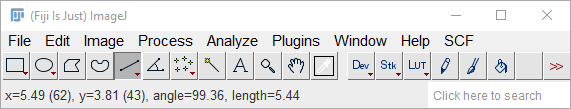 (Fiji Is Just) ImageJ
File Edit Image Process Analyze Plugins Window Help SCF
A Dev Stk LUT >>
x=5.49 (62), y=3.81 (43), angle=99.36, length=5.44 Click here to search